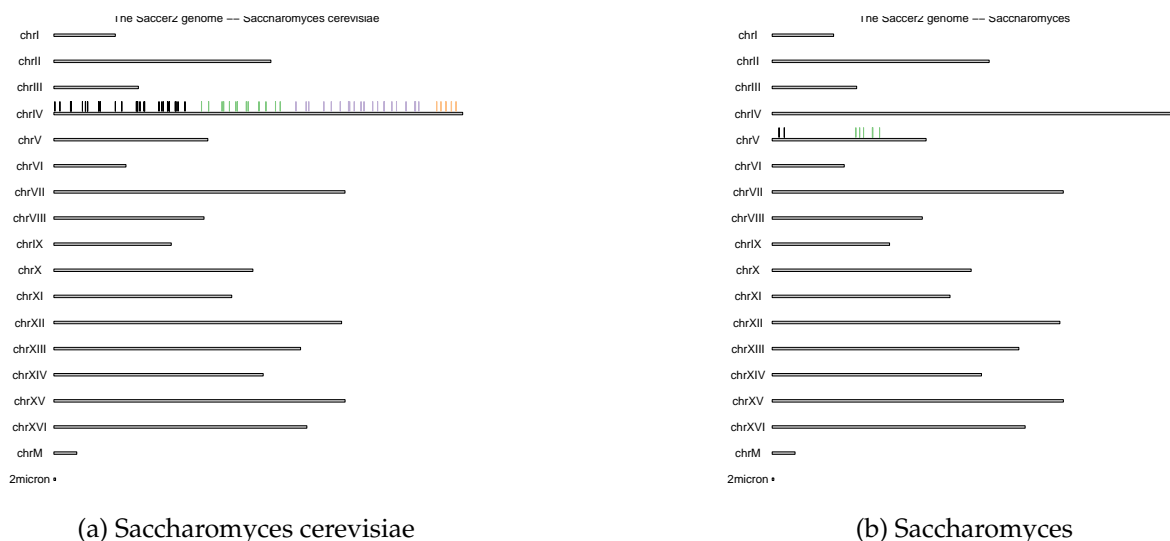 The Saccer2 genome −− Saccharomyces cerevisiae
chrI
chrII
chrIII
chrIV
chrV
chrVI
chrVII
chrVIII
chrIX
chrX
chrXI
chrXII
chrXIII
chrXIV
chrXV
chrXVI
chrM
2micron
(a) Saccharomyces cerevisiae
The Saccer2 genome −− Saccharomyces
chrI
chrII
chrIII
chrIV
chrV
chrVI
chrVII
chrVIII
chrIX
chrX
chrXI
chrXII
chrXIII
chrXIV
chrXV
chrXVI
chrM
2micron
(b) Saccharomyces